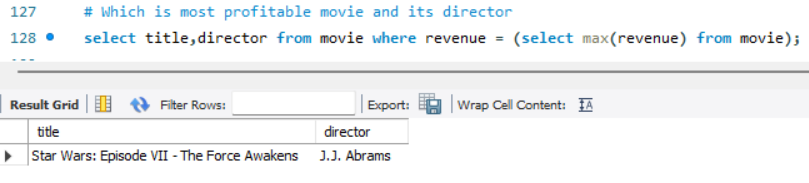 127 # Which is most profitable movie and its director
128 select title,director from movie where revenue = (select max(revenue) from movie);
Result Grid Filter Rows: Export: Wrap Cell Content: IA
title director
Star Wars: Episode VII - The Force Awakens J.J. Abrams